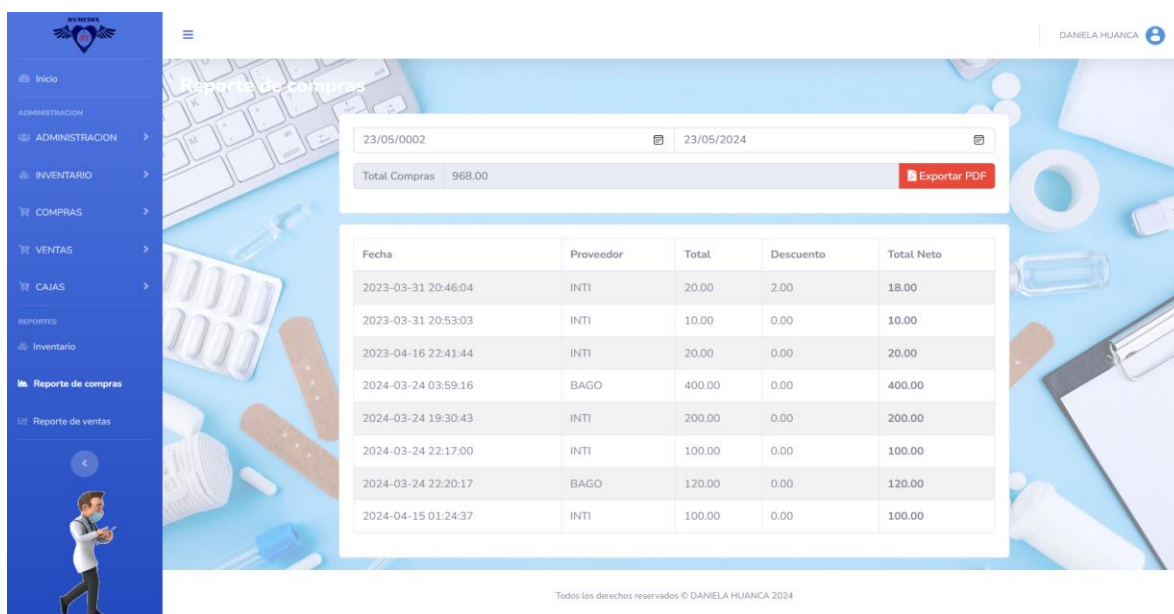 RYMEDIX
DANIELA HUANCA
Inicio
Reporte de compras
ADMINISTRACION
ADMINISTRACION
INVENTARIO
COMPRAS
VENTAS
CAJAS
REPORTES
Inventario
Reporte de compras
Reporte de ventas
23/05/0002 23/05/2024
Total Compras 968.00 Exportar PDF
Fecha Proveedor Total Descuento Total Neto
2023-03-31 20:46:04 INTI 20.00 2.00 18.00
2023-03-31 20:53:03 INTI 10.00 0.00 10.00
2023-04-16 22:41:44 INTI 20.00 0.00 20.00
2024-03-24 03:59:16 BAGO 400.00 0.00 400.00
2024-03-24 19:30:43 INTI 200.00 0.00 200.00
2024-03-24 22:17:00 INTI 100.00 0.00 100.00
2024-03-24 22:20:17 BAGO 120.00 0.00 120.00
2024-04-15 01:24:37 INTI 100.00 0.00 100.00
Todos los derechos reservados © DANIELA HUANCA 2024